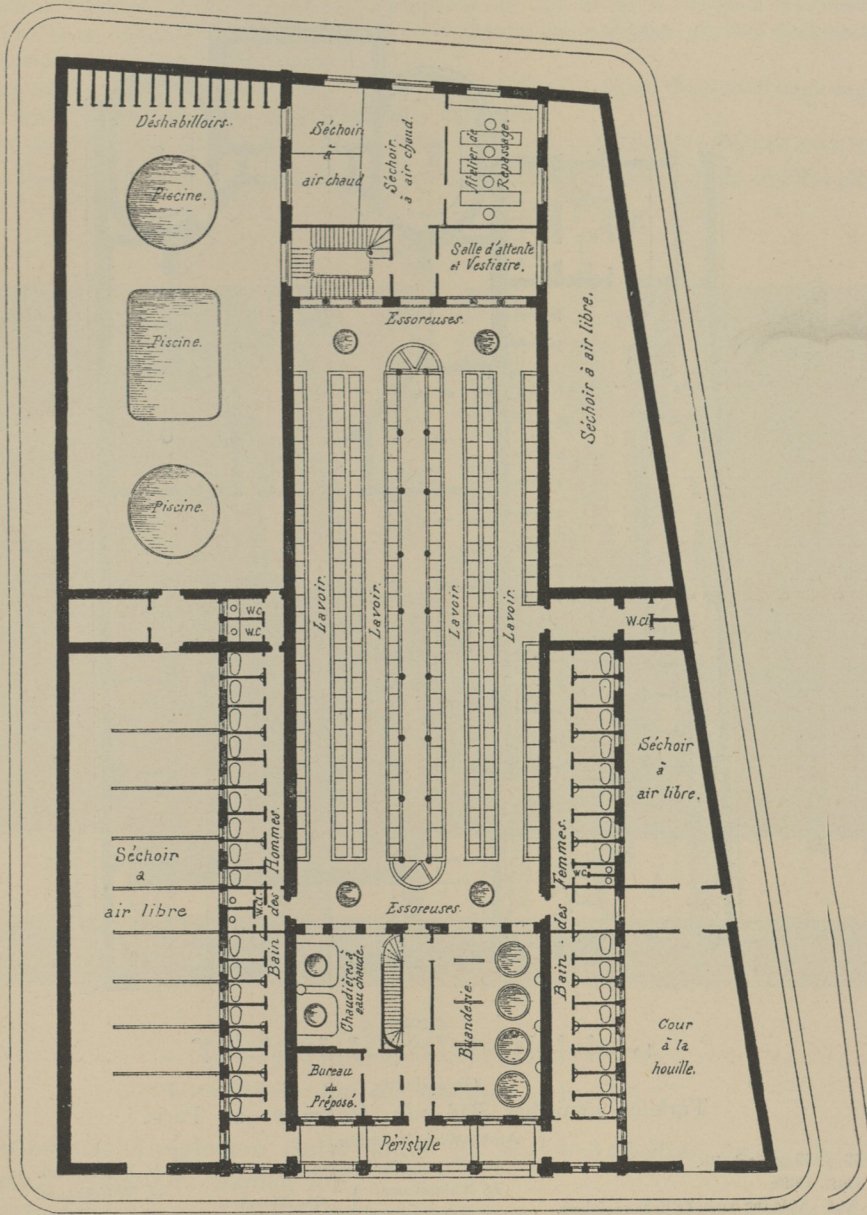 Déshabilloirs.
Piscine.
Piscine.
Piscine.
Séchoir
à
air chaud
Séchoir
à air chaud.
Atelier de
Repassage.
Salle d'attente
et Vestiaire.
Essoreuses.
Séchoir à air libre.
Lavoir.
Lavoir.
Lavoir.
Lavoir.
W.C.
W.C.
W.C.
Séchoir
à
air libre
W.C.
Bain des Hommes.
Essoreuses.
Bain des Femmes.
W.C.
Séchoir
à
air libre.
Chaudières à
eau chaude.
Buanderie.
Bureau
du
Préposé.
Cour
à la
houille.
Péristyle